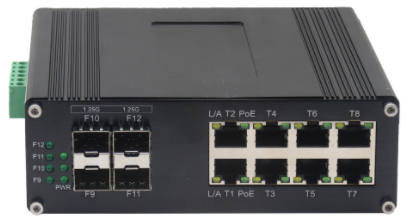 1.25G 1.25G
F10 F12
L/A T2 PoE T4 T6 T8
F12
F11
F10
F9
PWR
F9 F11
L/A T1 PoE T3 T5 T7